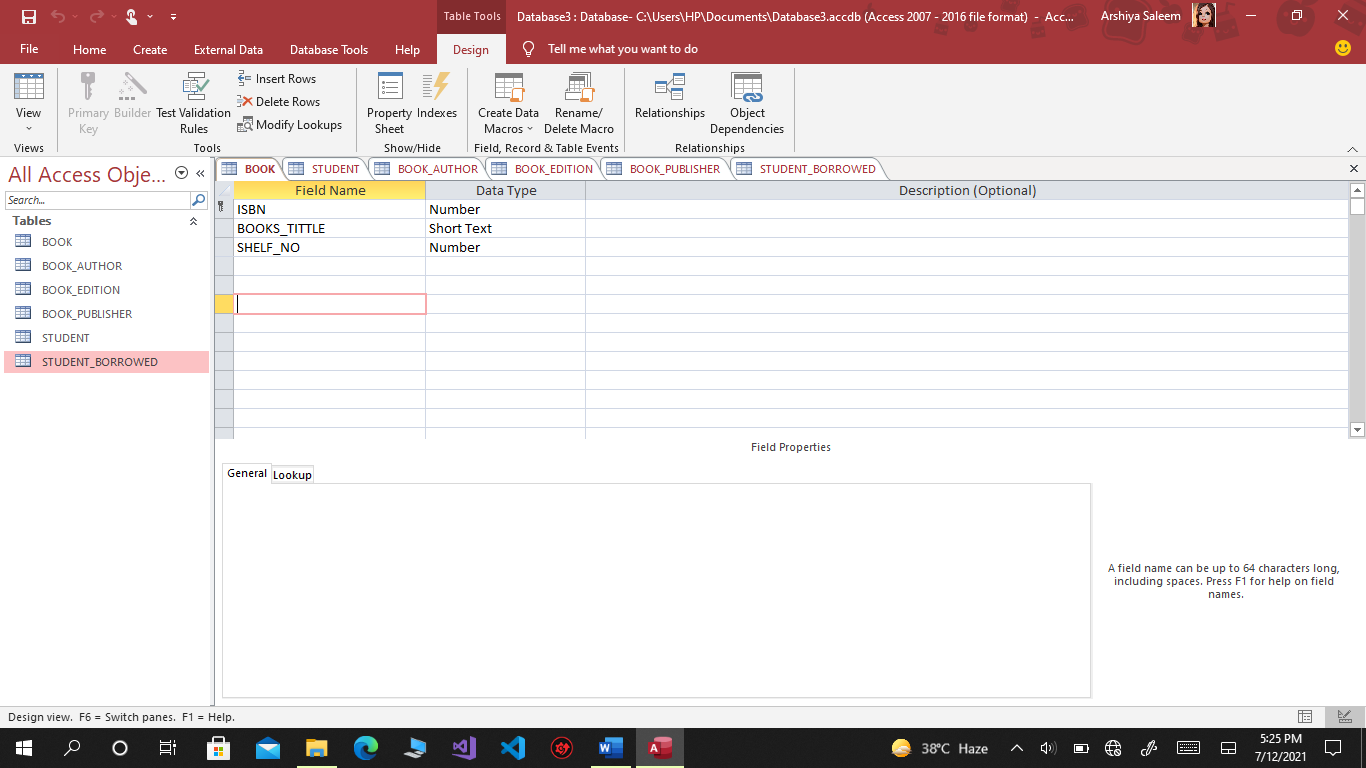 Table Tools
Database3 : Database- C:\Users\HP\Documents\Database3.accdb (Access 2007 - 2016 file format) - Acc...
Arshiya Saleem
File Home Create External Data Database Tools Help Design Tell me what you want to do
View
Primary Key
Builder
Test Validation Rules
Insert Rows
Delete Rows
Modify Lookups
Property Sheet
Indexes
Create Data Macros
Rename/ Delete Macro
Relationships
Object Dependencies
Views Tools Show/Hide Field, Record & Table Events Relationships
All Access Obje...
Search...
Tables
BOOK
BOOK_AUTHOR
BOOK_EDITION
BOOK_PUBLISHER
STUDENT
STUDENT_BORROWED
BOOK STUDENT BOOK_AUTHOR BOOK_EDITION BOOK_PUBLISHER STUDENT_BORROWED
Field Name Data Type Description (Optional)
ISBN Number
BOOKS_TITTLE Short Text
SHELF_NO Number
Field Properties
General Lookup
A field name can be up to 64 characters long,
including spaces. Press F1 for help on field
names.
Design view. F6 = Switch panes. F1 = Help.
38°C Haze
5:25 PM
7/12/2021